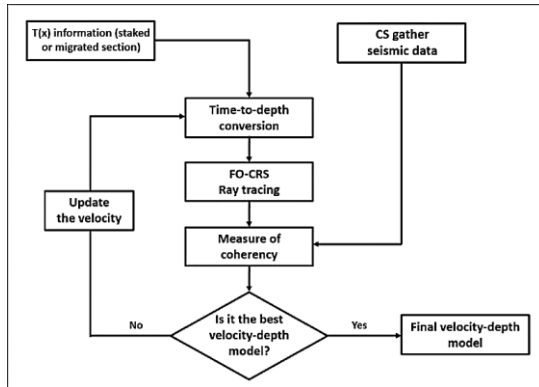 T(x) information (staked
or migrated section)
CS gather
seismic data
Time-to-depth
conversion
FO-CRS
Ray tracing
Update
the velocity
Measure of
coherency
Is it the best
velocity-depth
model?
No
Yes
Final velocity-depth
model